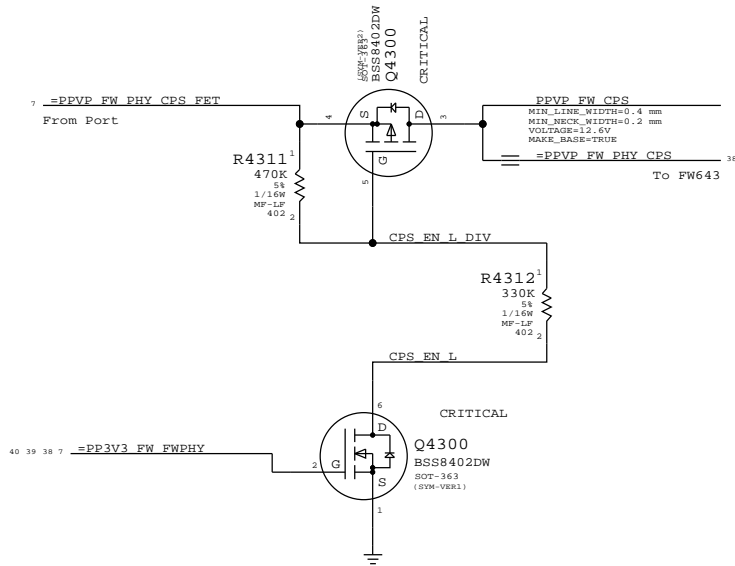 (SYM-VER2)
SOT-363
BSS8402DW
Q4300
CRITICAL
7 =PPVP_FW_PHY_CPS_FET
From Port
4
S
D
3
G
5
PPVP_FW_CPS
MIN_LINE_WIDTH=0.4 mm
MIN_NECK_WIDTH=0.2 mm
VOLTAGE=12.6V
MAKE_BASE=TRUE
=PPVP_FW_PHY_CPS 38
To FW643
R4311 1
470K
5%
1/16W
MF-LF
402 2
CPS_EN_L_DIV
R4312 1
330K
5%
1/16W
MF-LF
402 2
CPS_EN_L
6
CRITICAL
D
Q4300
BSS8402DW
SOT-363
(SYM-VER1)
40 39 38 7 =PP3V3_FW_FWPHY
2
G
S
1